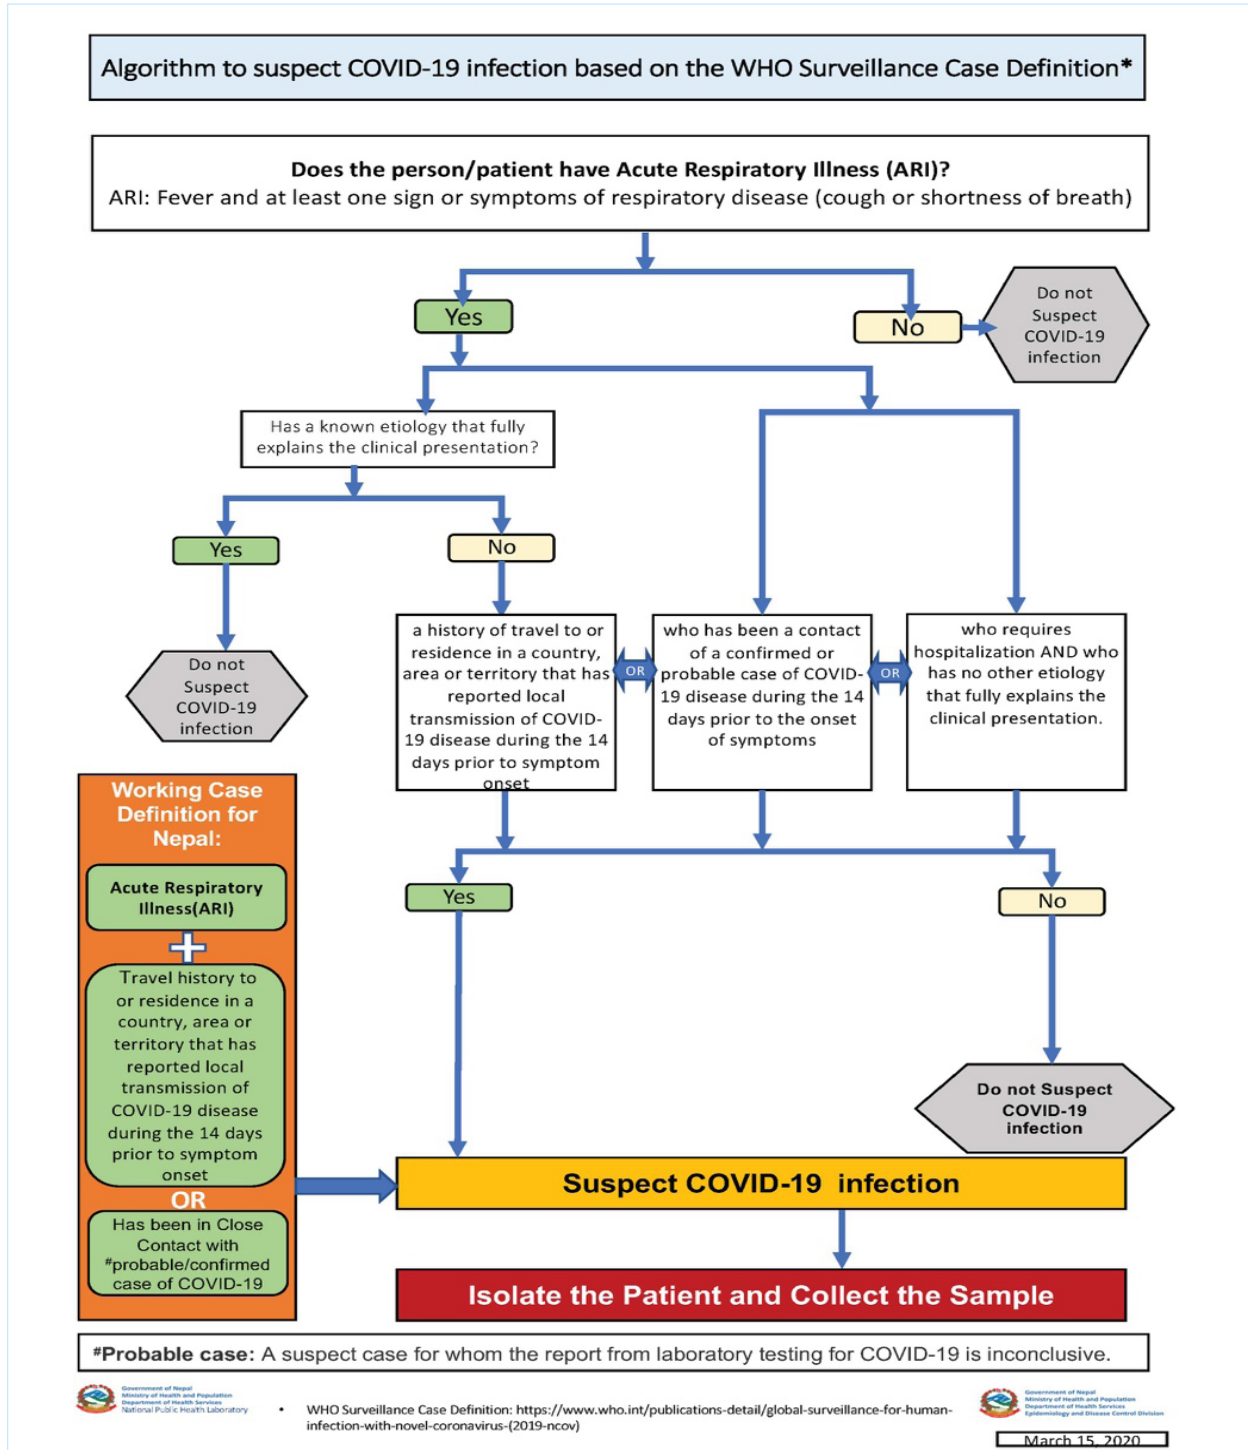 Algorithm to suspect COVID-19 infection based on the WHO Surveillance Case Definition*
Does the person/patient have Acute Respiratory Illness (ARI)?
ARI: Fever and at least one sign or symptoms of respiratory disease (cough or shortness of breath)
Yes
No
Do not
Suspect
COVID-19
infection
Has a known etiology that fully
explains the clinical presentation?
Yes
No
Do not
Suspect
COVID-19
infection
a history of travel to or
residence in a country,
area or territory that has
reported local
transmission of COVID-
19 disease during the 14
days prior to symptom
onset
OR
who has been a contact
of a confirmed or
probable case of COVID-
19 disease during the 14
days prior to the onset
of symptoms
OR
who requires
hospitalization AND who
has no other etiology
that fully explains the
clinical presentation.
Yes
No
Do not Suspect
COVID-19
infection
Working Case
Definition for
Nepal:
Acute Respiratory
Illness(ARI)
+
Travel history to
or residence in a
country, area or
territory that has
reported local
transmission of
COVID-19 disease
during the 14 days
prior to symptom
onset
OR
Has been in Close
Contact with
#probable/confirmed
case of COVID-19
Suspect COVID-19 infection
Isolate the Patient and Collect the Sample
#Probable case: A suspect case for whom the report from laboratory testing for COVID-19 is inconclusive.
Government of Nepal
Ministry of Health and Population
Department of Health Services
National Public Health Laboratory
• WHO Surveillance Case Definition: https://www.who.int/publications-detail/global-surveillance-for-human-
infection-with-novel-coronavirus-(2019-ncov)
Government of Nepal
Ministry of Health and Population
Department of Health Services
Epidemiology and Disease Control Division
March 15, 2020